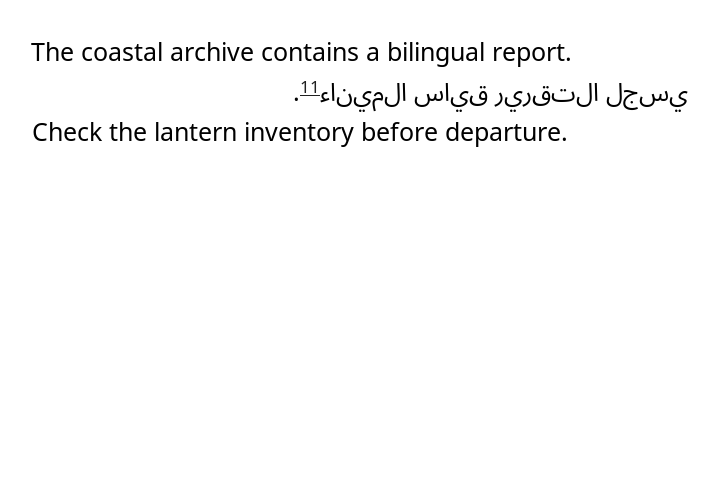 The coastal archive contains a bilingual report.
يسجل التقرير قياس الميناء¹¹.
Check the lantern inventory before departure.